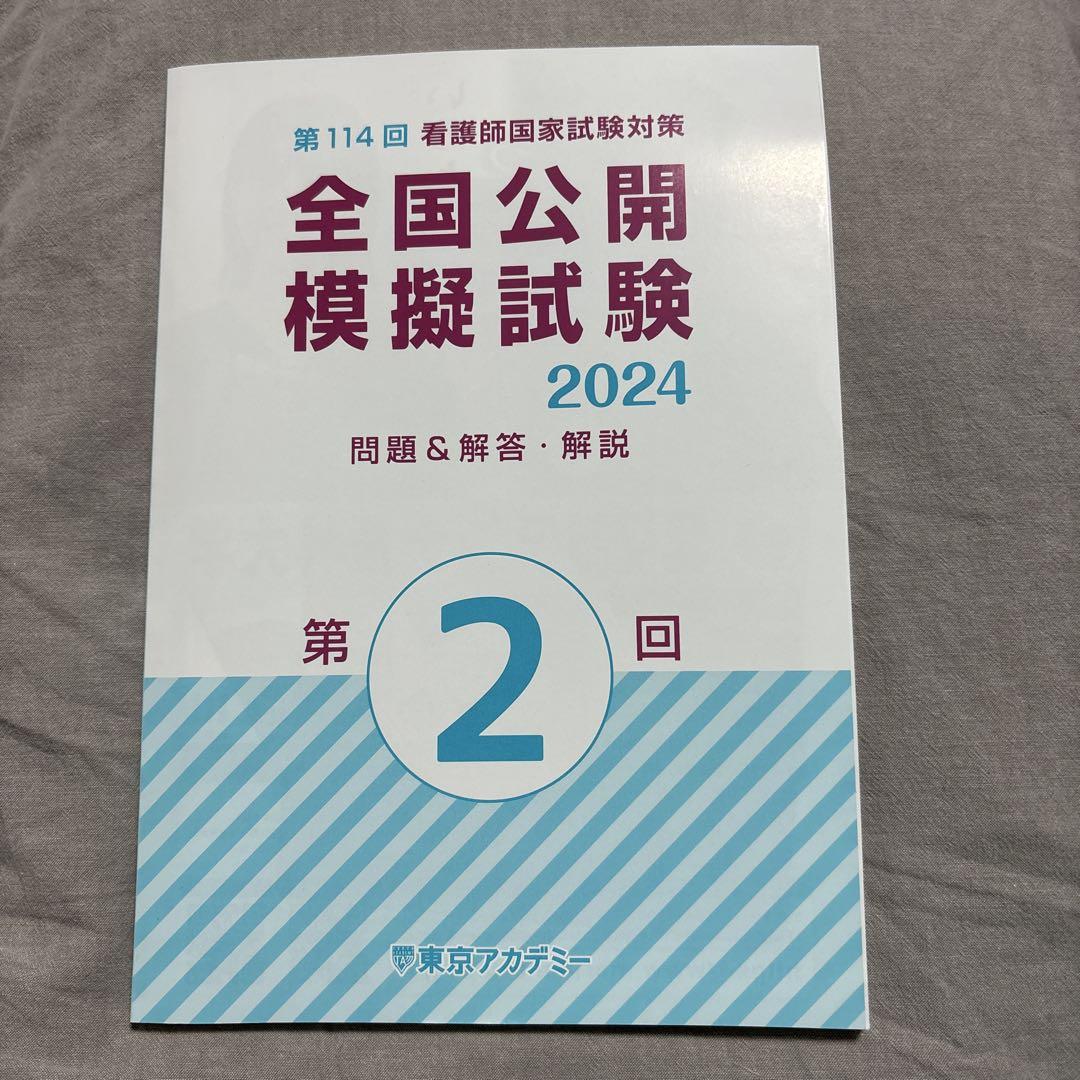 第114回 看護師国家試験対策
全国公開
模擬試験
2024
問題&解答・解説
第2回
東京アカデミー